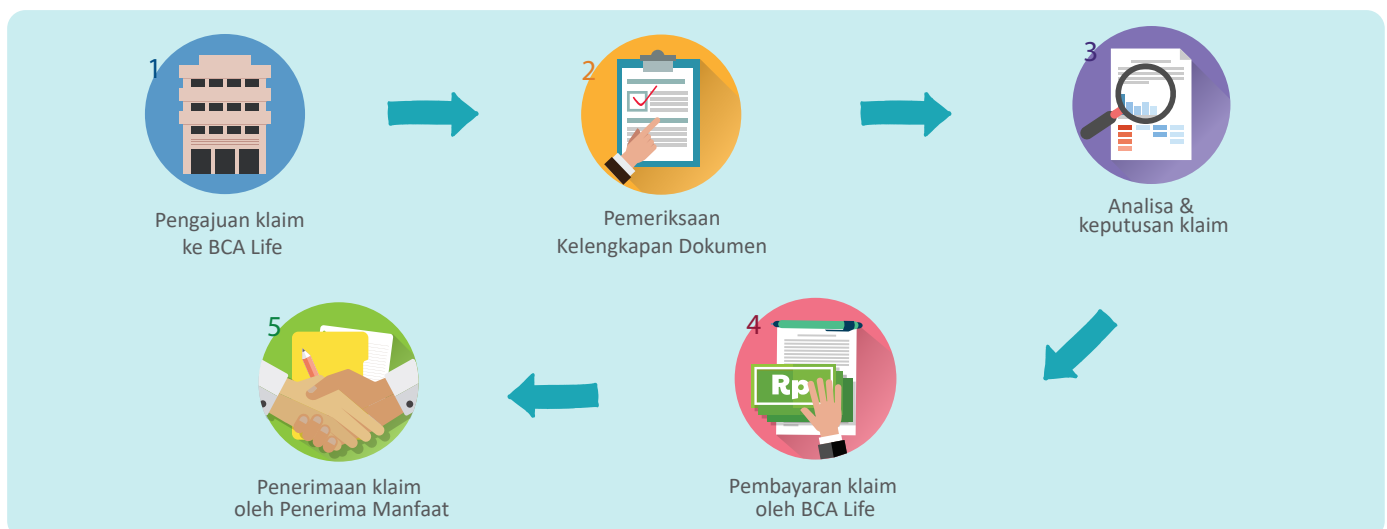 1
Pengajuan klaim
ke BCA Life
2
Pemeriksaan
Kelengkapan Dokumen
3
Analisa &
keputusan klaim
4
Rp
Pembayaran klaim
oleh BCA Life
5
Penerimaan klaim
oleh Penerima Manfaat